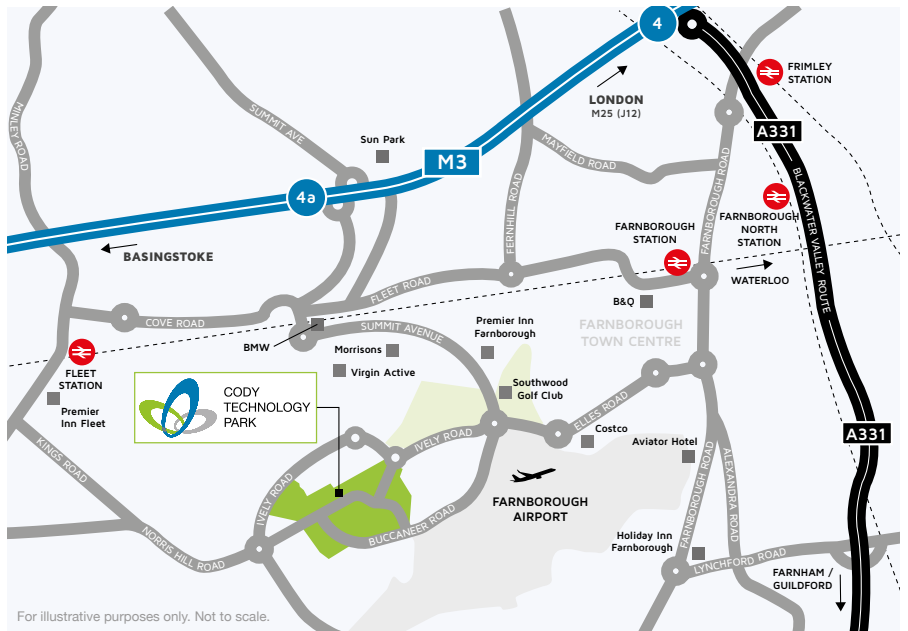 4
FRIMLEY
STATION
MINLEY ROAD
LONDON
M25 (J12)
SUMMIT AVE
A331
Sun Park
MAYFIELD ROAD
M3
FARNBOROUGH ROAD
BLACKWATER VALLEY ROUTE
4a
FERNHILL ROAD
FARNBOROUGH
STATION
FARNBOROUGH
NORTH
STATION
BASINGSTOKE
WATERLOO
FLEET ROAD
B&Q
COVE ROAD
SUMMIT AVENUE
Premier Inn
Farnborough
FARNBOROUGH
TOWN CENTRE
BMW
Morrisons
Virgin Active
FLEET
STATION
Premier
Inn Fleet
CODY
TECHNOLOGY
PARK
Southwood
Golf Club
ELLES ROAD
Costco
Aviator Hotel
A331
IVELY ROAD
KINGS ROAD
IVELY ROAD
FARNBOROUGH
AIRPORT
FARNBOROUGH ROAD
ALEXANDRA ROAD
BUCCANEER ROAD
NORRIS HILL ROAD
Holiday Inn
Farnborough
LYNCHFORD ROAD
FARNHAM /
GUILDFORD
For illustrative purposes only. Not to scale.